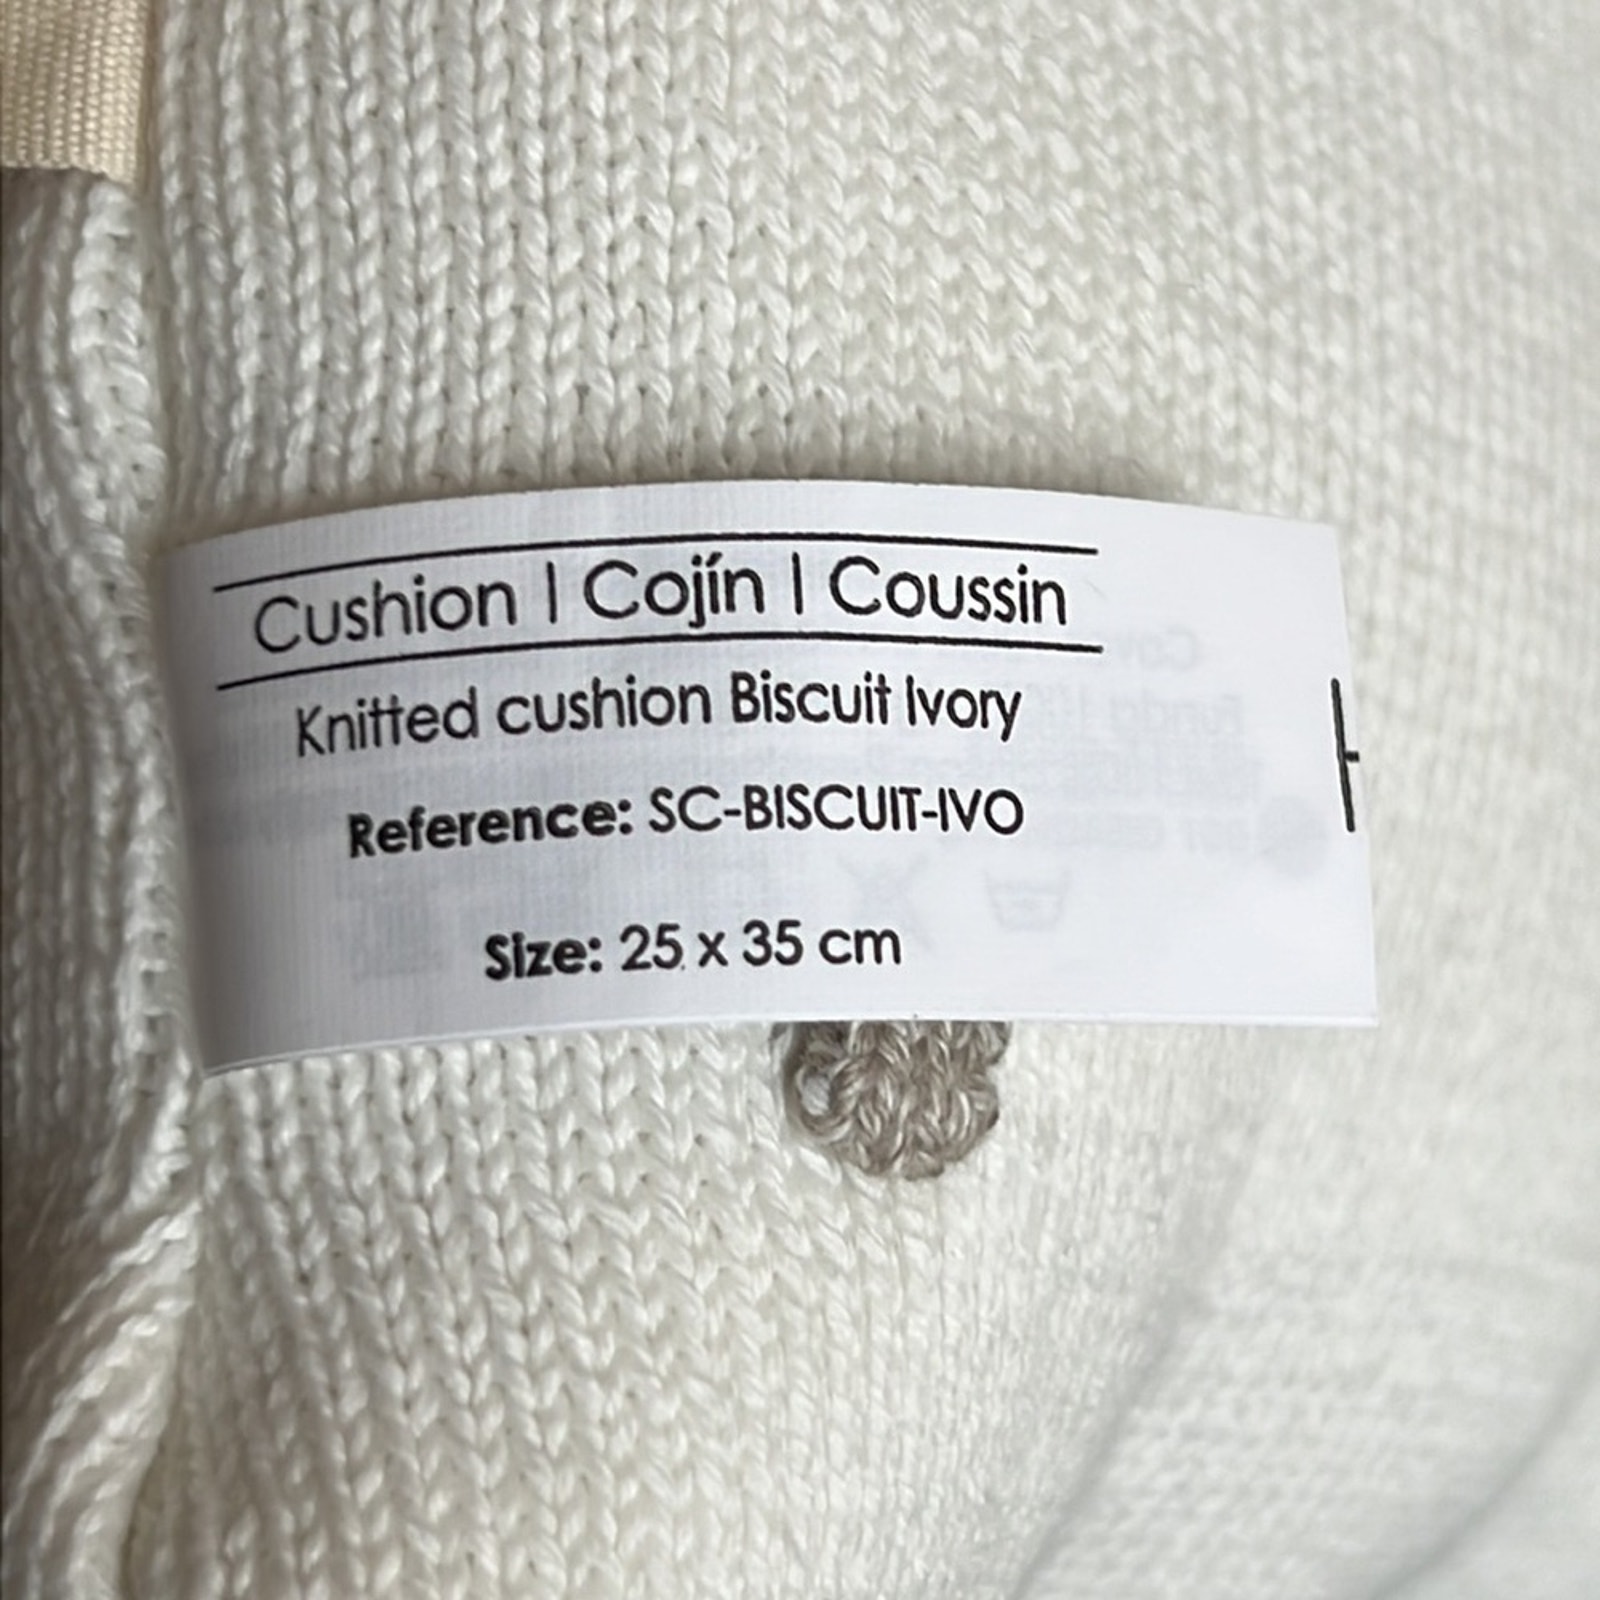 Cushion | Cojín | Coussin
Knitted cushion Biscuit Ivory
Reference: SC-BISCUIT-IVO
Size: 25 x 35 cm